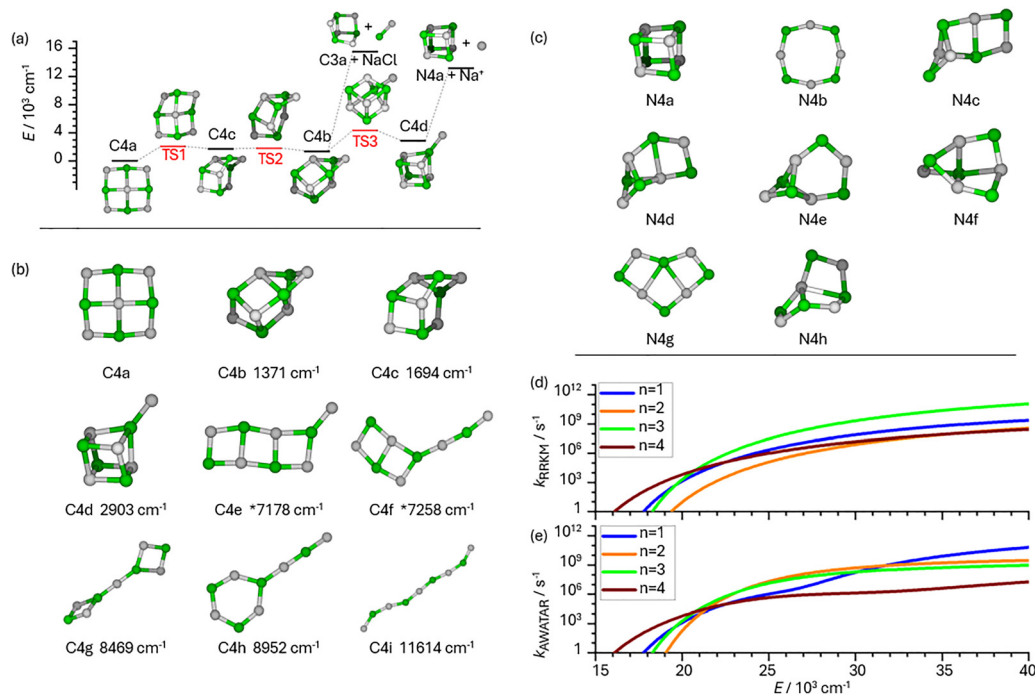 (a)
E / 10³ cm⁻¹
16
12
8
4
0
C4a
TS1
C4c
TS2
C4b
+
C3a + NaCl
TS3
C4d
+
N4a + Na⁺
(b)
C4a
C4b 1371 cm⁻¹
C4c 1694 cm⁻¹
C4d 2903 cm⁻¹
C4e *7178 cm⁻¹
C4f *7258 cm⁻¹
C4g 8469 cm⁻¹
C4h 8952 cm⁻¹
C4i 11614 cm⁻¹
(c)
N4a
N4b
N4c
N4d
N4e
N4f
N4g
N4h
(d)
k_RRKM / s⁻¹
10¹²
10⁹
10⁶
10³
1
n=1
n=2
n=3
n=4
(e)
k_AWATAR / s⁻¹
10¹²
10⁹
10⁶
10³
1
n=1
n=2
n=3
n=4
15 20 25 30 35 40
E / 10³ cm⁻¹